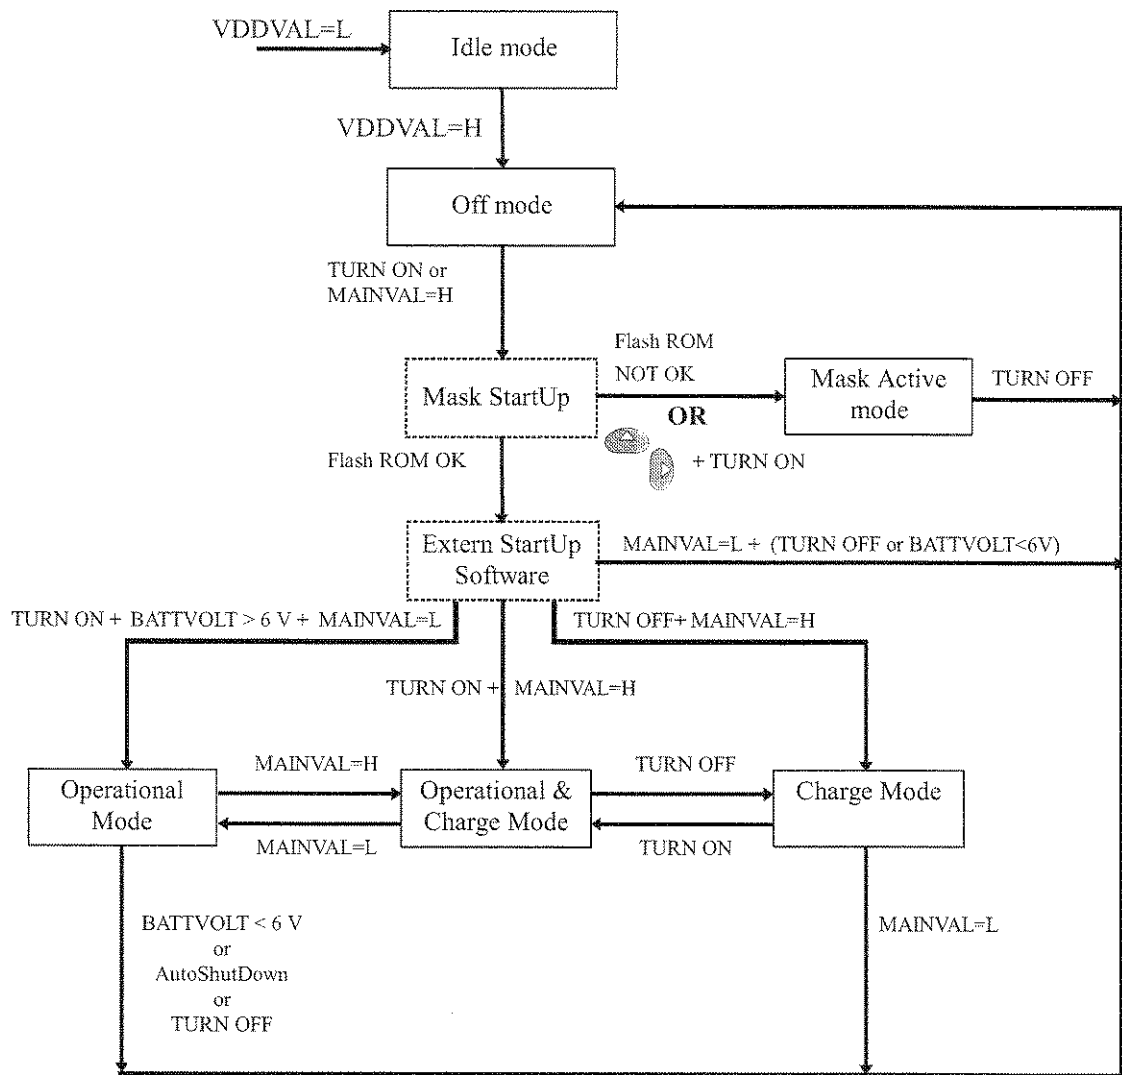 VDDVAL=L
Idle mode
VDDVAL=H
Off mode
TURN ON or
MAINVAL=H
Flash ROM
NOT OK
OR
+ TURN ON
Mask StartUp
Mask Active
mode
TURN OFF
Flash ROM OK
Extern StartUp
Software
MAINVAL=L + (TURN OFF or BATTVOLT<6V)
TURN ON + BATTVOLT > 6 V + MAINVAL=L
TURN OFF+ MAINVAL=H
TURN ON + MAINVAL=H
Operational
Mode
MAINVAL=H
MAINVAL=L
Operational &
Charge Mode
TURN OFF
TURN ON
Charge Mode
BATTVOLT < 6 V
or
AutoShutDown
or
TURN OFF
MAINVAL=L